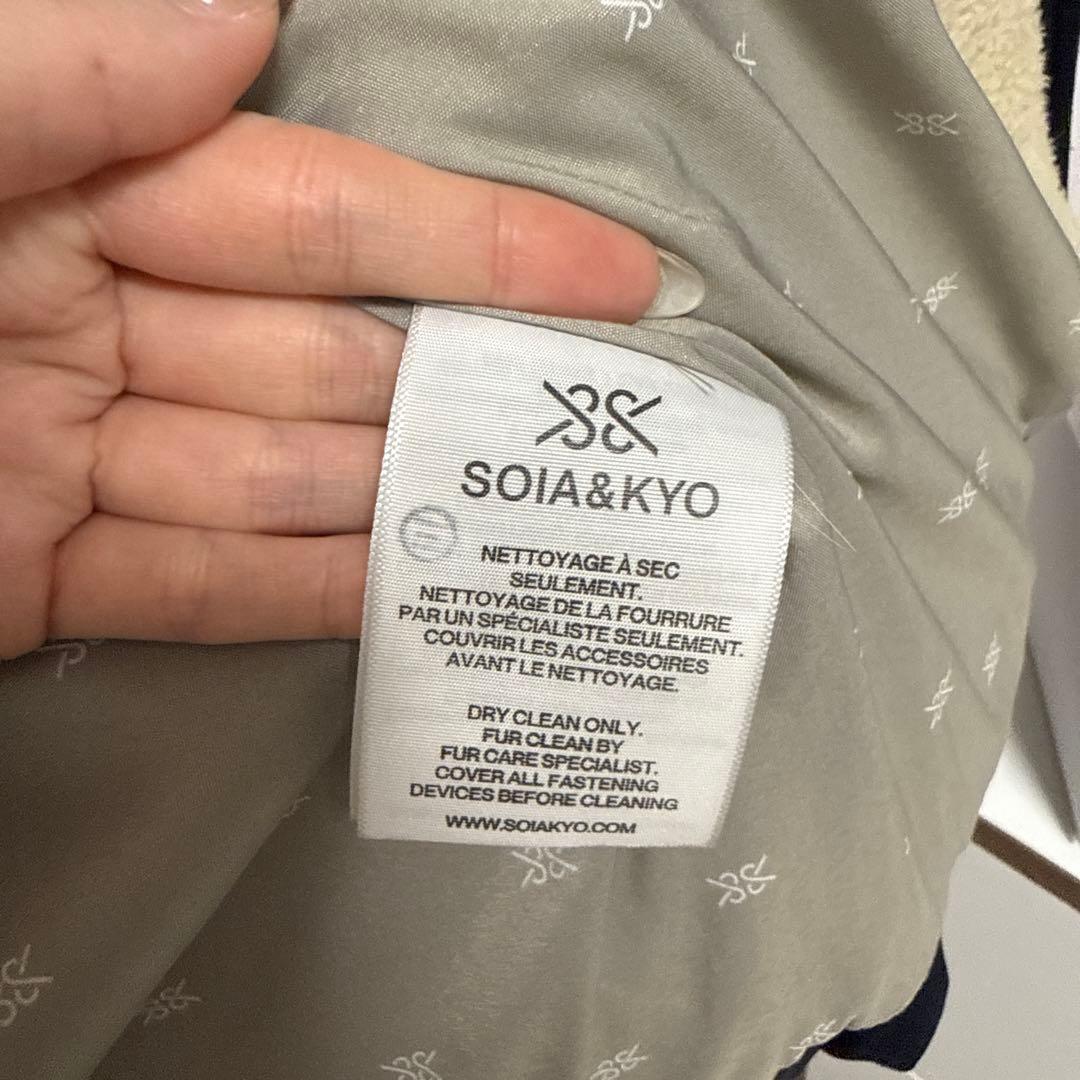 SOIA&KYO
NETTOYAGE À SEC
SEULEMENT.
NETTOYAGE DE LA FOURRURE
PAR UN SPÉCIALISTE SEULEMENT.
COUVRIR LES ACCESSOIRES
AVANT LE NETTOYAGE.
DRY CLEAN ONLY.
FUR CLEAN BY
FUR CARE SPECIALIST.
COVER ALL FASTENING
DEVICES BEFORE CLEANING
WWW.SOIAKYO.COM